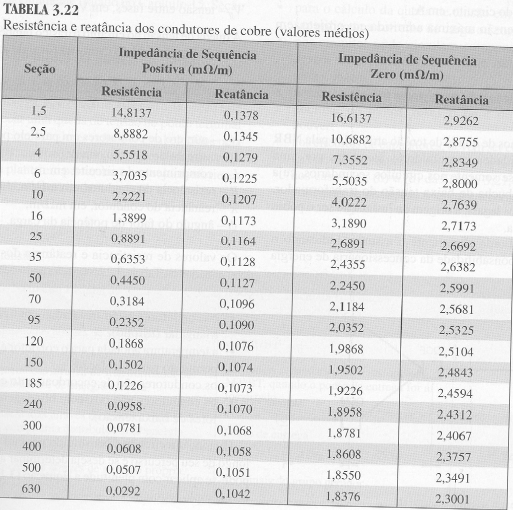 TABELA 3.22
Resistência e reatância dos condutores de cobre (valores médios)
Seção Impedância de Sequência Positiva (mΩ/m) Impedância de Sequência Zero (mΩ/m)
Resistência Reatância Resistência Reatância
1,5 14,8137 0,1378 16,6137 2,9262
2,5 8,8882 0,1345 10,6882 2,8755
4 5,5518 0,1279 7,3552 2,8349
6 3,7035 0,1225 5,5035 2,8000
10 2,2221 0,1207 4,0222 2,7639
16 1,3899 0,1173 3,1890 2,7173
25 0,8891 0,1164 2,6891 2,6692
35 0,6353 0,1128 2,4355 2,6382
50 0,4450 0,1127 2,2450 2,5991
70 0,3184 0,1096 2,1184 2,5681
95 0,2352 0,1090 2,0352 2,5325
120 0,1868 0,1076 1,9868 2,5104
150 0,1502 0,1074 1,9502 2,4843
185 0,1226 0,1073 1,9226 2,4594
240 0,0958 0,1070 1,8958 2,4312
300 0,0781 0,1068 1,8781 2,4067
400 0,0608 0,1058 1,8608 2,3757
500 0,0507 0,1051 1,8550 2,3491
630 0,0292 0,1042 1,8376 2,3001